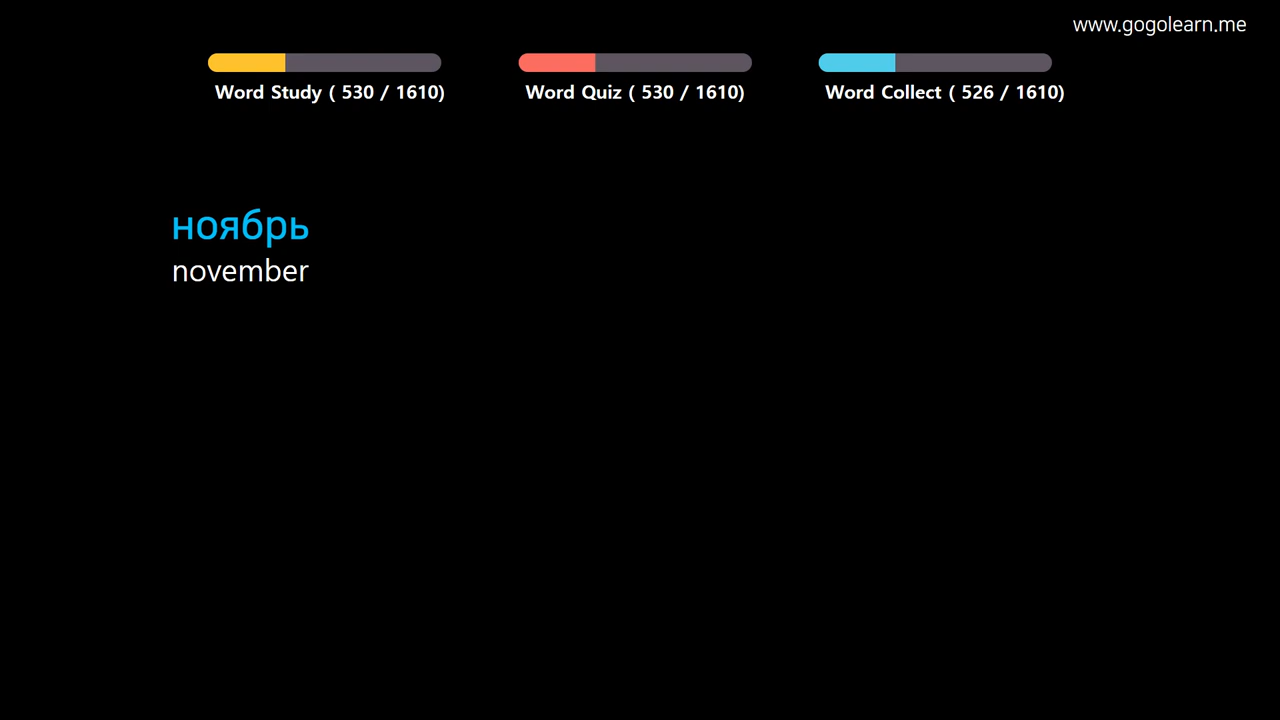 www.gogolearn.me
Word Study ( 530 / 1610)
Word Quiz ( 530 / 1610)
Word Collect ( 526 / 1610)
ноябрь
november